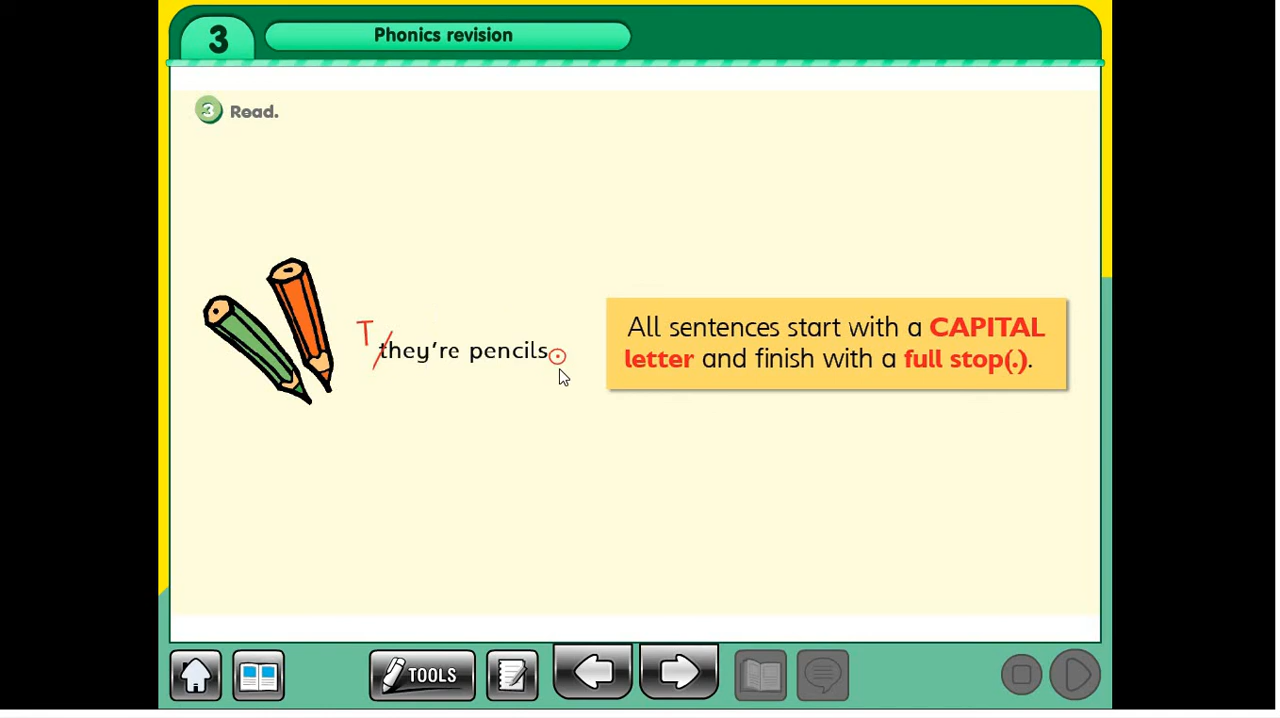 3
Phonics revision
3 Read.
T
they're pencils.
All sentences start with a CAPITAL
letter and finish with a full stop(.).
TOOLS